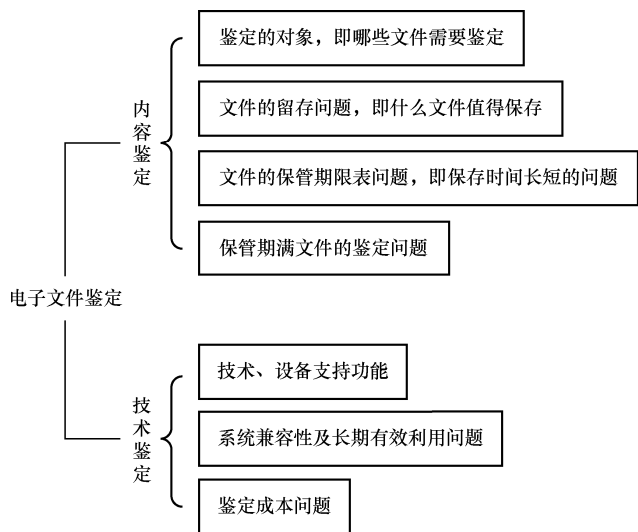 电子文件鉴定
内容鉴定
鉴定的对象，即哪些文件需要鉴定
文件的留存问题，即什么文件值得保存
文件的保管期限表问题，即保存时间长短的问题
保管期满文件的鉴定问题
技术鉴定
技术、设备支持功能
系统兼容性及长期有效利用问题
鉴定成本问题